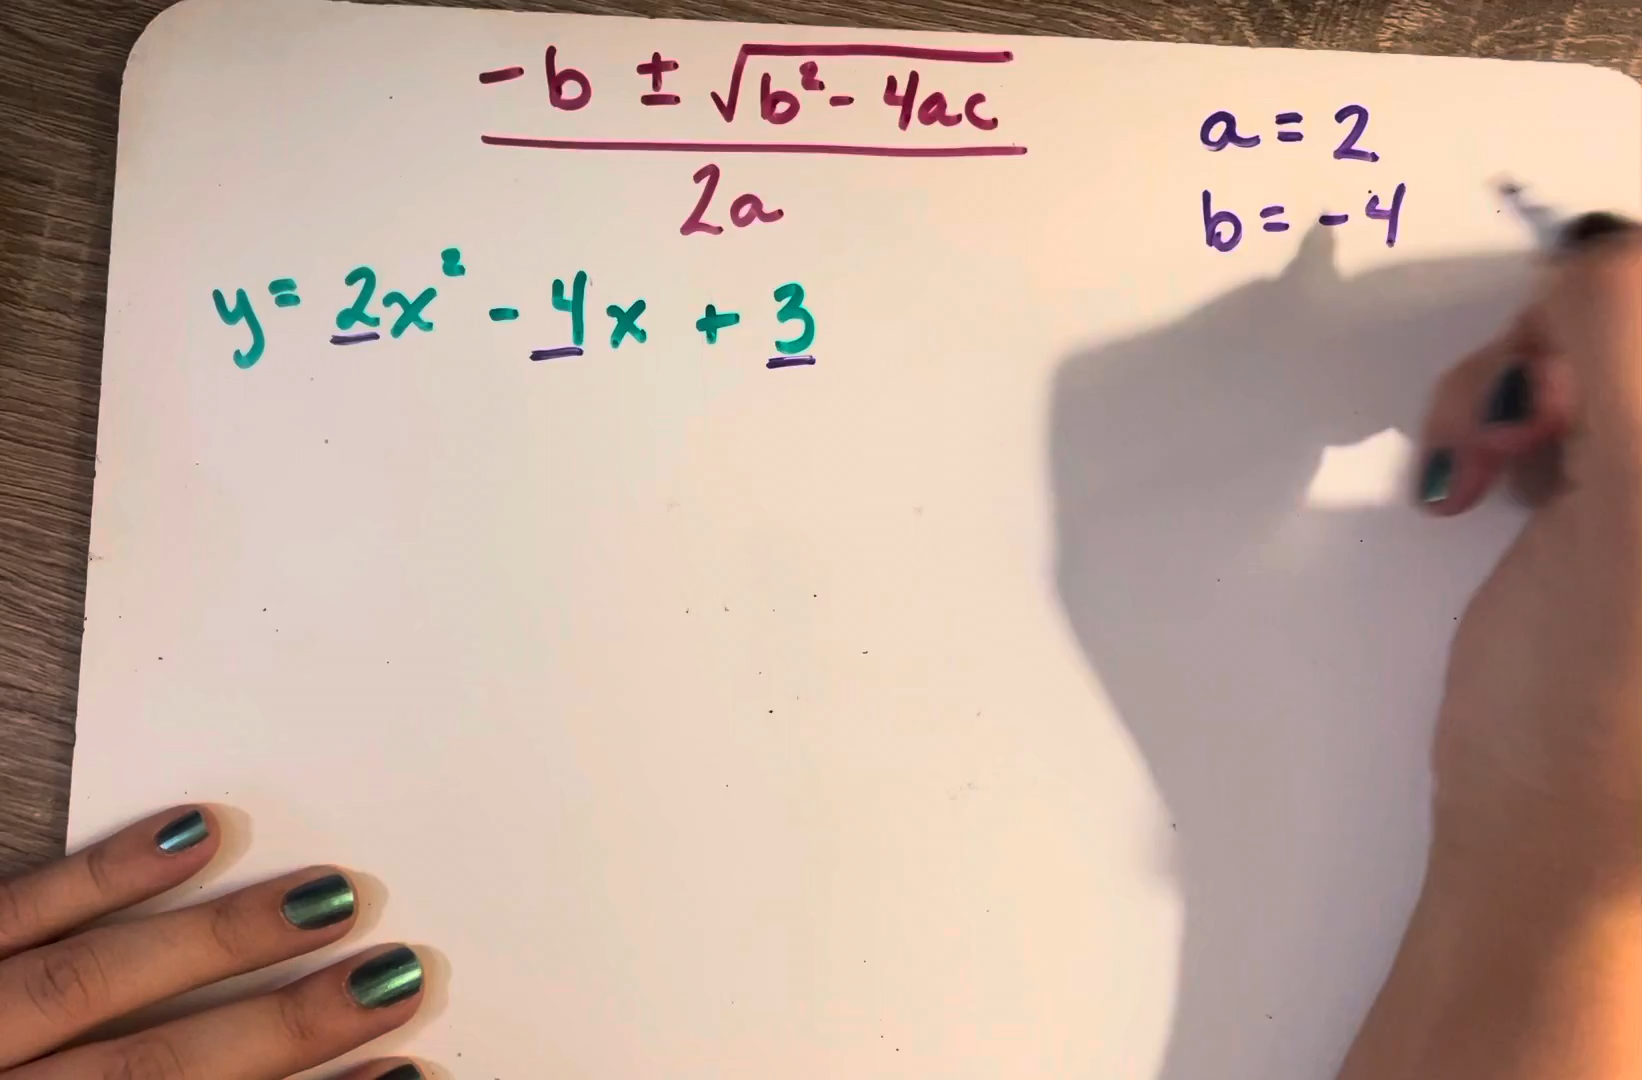 -b ± √b²- 4ac
2a
a = 2
b = -4
y = 2x² - 4x + 3